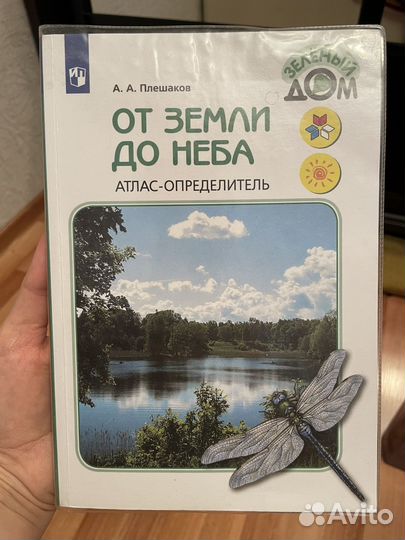 А. А. Плешаков
ЗЕЛЁНЫЙ
ДОМ
ОТ ЗЕМЛИ
ДО НЕБА
АТЛАС-ОПРЕДЕЛИТЕЛЬ
Avito